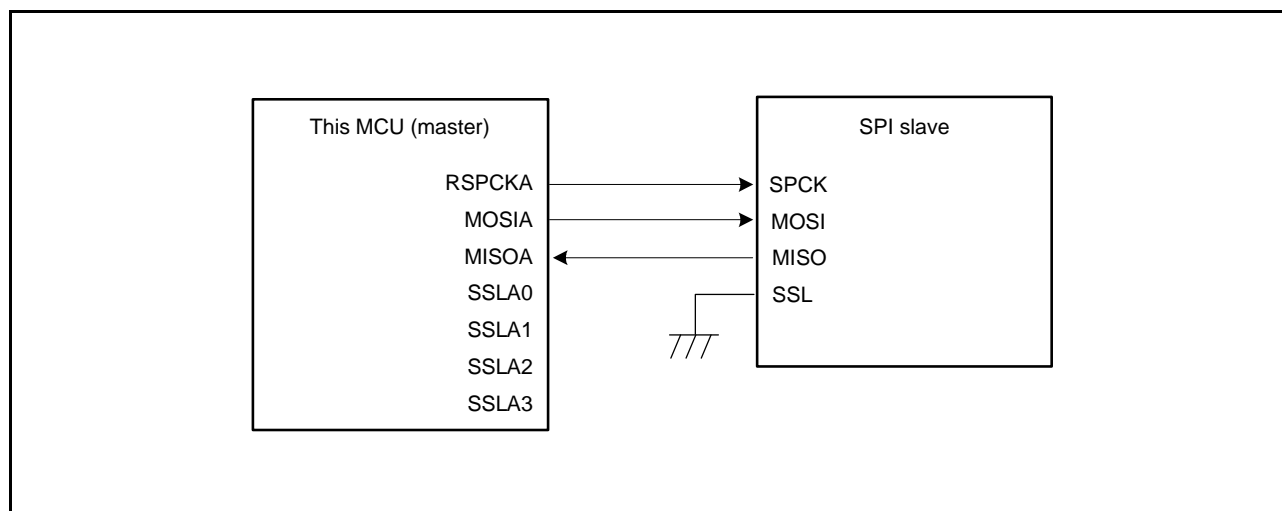 This MCU (master)
RSPCKA
MOSIA
MISOA
SSLA0
SSLA1
SSLA2
SSLA3
SPI slave
SPCK
MOSI
MISO
SSL